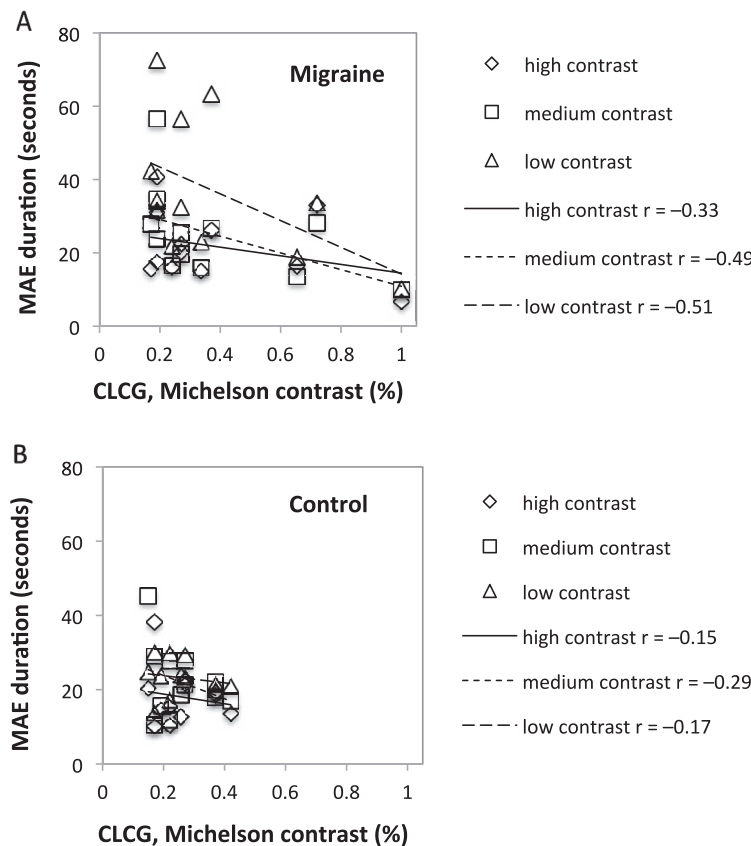 A
80
60
40
20
0
MAE duration (seconds)
Migraine
0 0.2 0.4 0.6 0.8 1
CLCG, Michelson contrast (%)
high contrast
medium contrast
low contrast
high contrast r = –0.33
medium contrast r = –0.49
low contrast r = –0.51
B
80
60
40
20
0
MAE duration (seconds)
Control
0 0.2 0.4 0.6 0.8 1
CLCG, Michelson contrast (%)
high contrast
medium contrast
low contrast
high contrast r = –0.15
medium contrast r = –0.29
low contrast r = –0.17